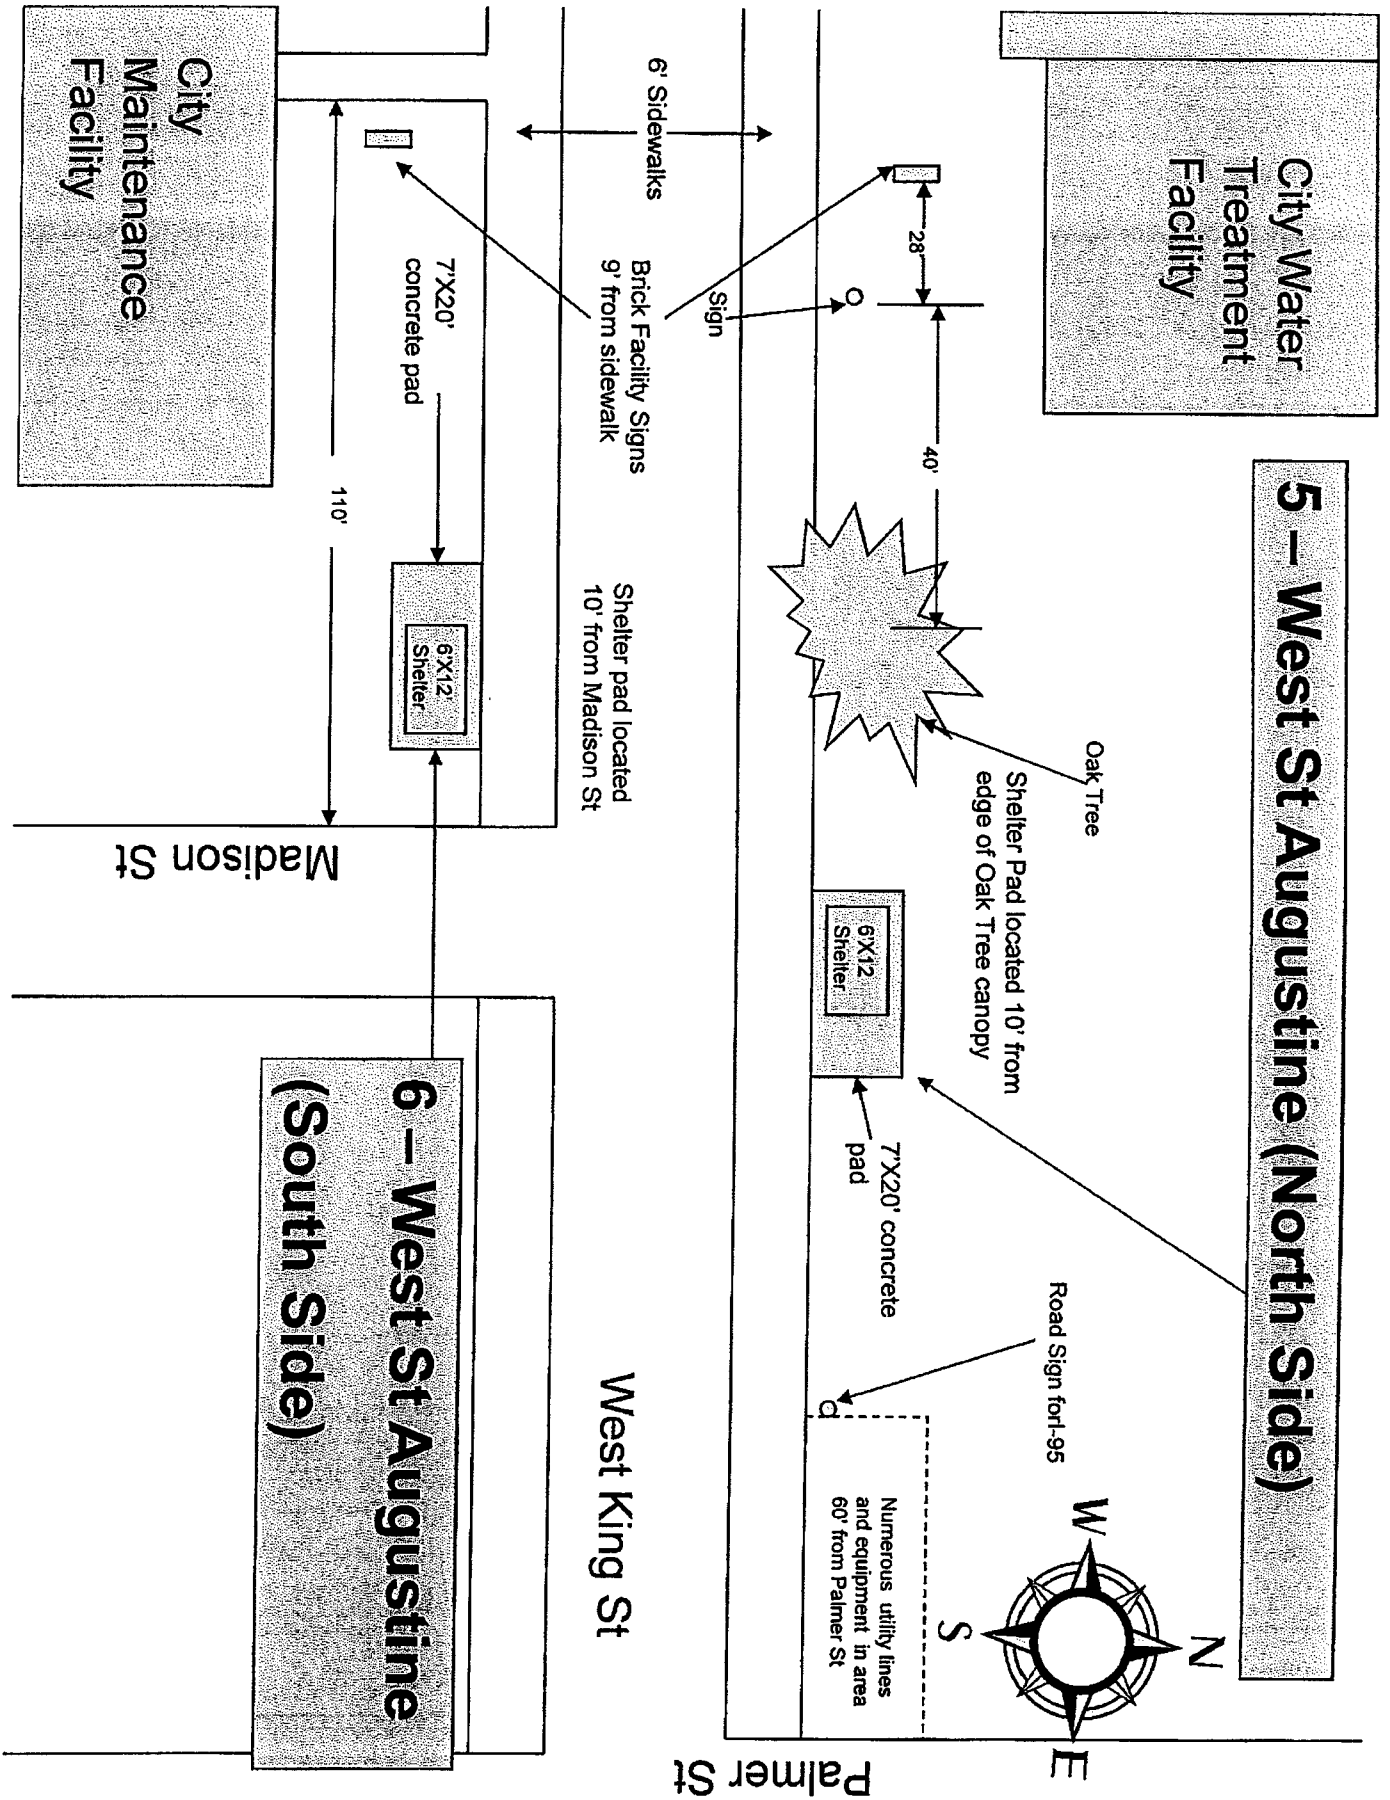 5 – West St Augustine (North Side)
City Water
Treatment
Facility
W
N
S
E
Oak Tree
Shelter Pad located 10' from
edge of Oak Tree canopy
Road Sign forI-95
28'
40'
Sign
6'X12
Shelter
7'X20' concrete
pad
Numerous utility lines
and equipment in area
60' from Palmer St
Palmer St
6' Sidewalks
Brick Facility Signs
9' from sidewalk
Shelter pad located
10' from Madison St
West King St
7'X20'
concrete pad
6'X12'
Shelter
110'
City
Maintenance
Facility
Madison St
6 – West St Augustine
(South Side)